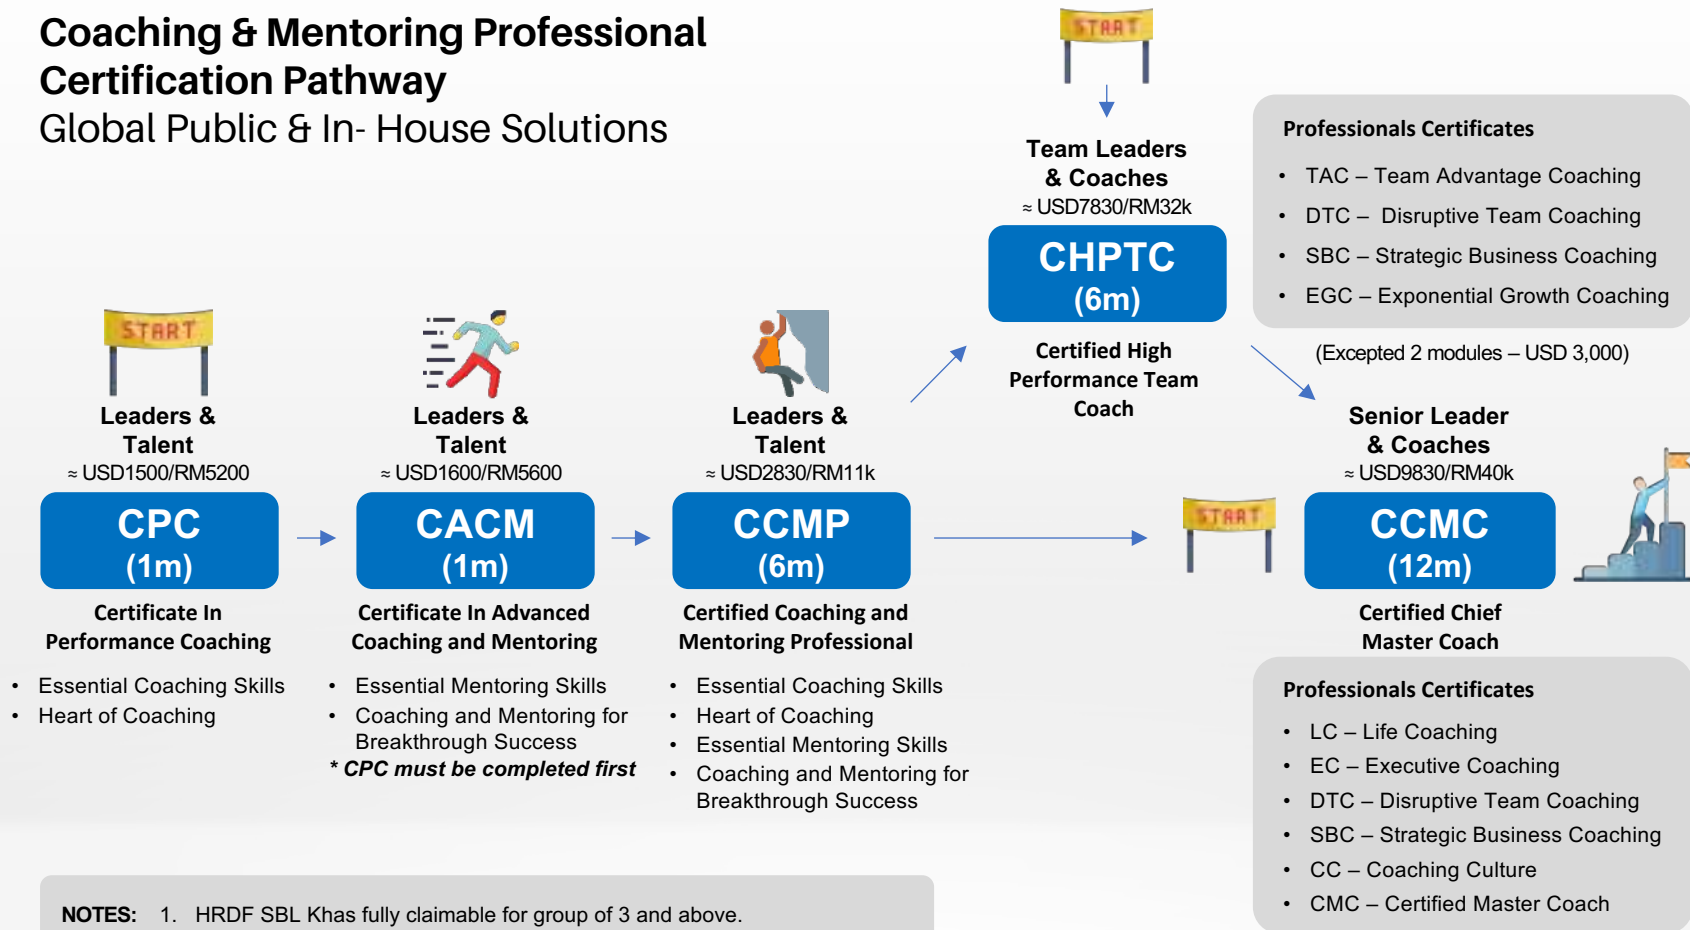 Coaching & Mentoring Professional
Certification Pathway
Global Public & In- House Solutions
START
Team Leaders
& Coaches
≈ USD7830/RM32k
CHPTC
(6m)
Certified High
Performance Team
Coach
Professionals Certificates
• TAC – Team Advantage Coaching
• DTC – Disruptive Team Coaching
• SBC – Strategic Business Coaching
• EGC – Exponential Growth Coaching
(Excepted 2 modules – USD 3,000)
START
Leaders &
Talent
≈ USD1500/RM5200
CPC
(1m)
Certificate In
Performance Coaching
• Essential Coaching Skills
• Heart of Coaching
Leaders &
Talent
≈ USD1600/RM5600
CACM
(1m)
Certificate In Advanced
Coaching and Mentoring
• Essential Mentoring Skills
• Coaching and Mentoring for
Breakthrough Success
* CPC must be completed first
Leaders &
Talent
≈ USD2830/RM11k
CCMP
(6m)
Certified Coaching and
Mentoring Professional
• Essential Coaching Skills
• Heart of Coaching
• Essential Mentoring Skills
• Coaching and Mentoring for
Breakthrough Success
START
Senior Leader
& Coaches
≈ USD9830/RM40k
CCMC
(12m)
Certified Chief
Master Coach
Professionals Certificates
• LC – Life Coaching
• EC – Executive Coaching
• DTC – Disruptive Team Coaching
• SBC – Strategic Business Coaching
• CC – Coaching Culture
• CMC – Certified Master Coach
NOTES: 1. HRDF SBL Khas fully claimable for group of 3 and above.